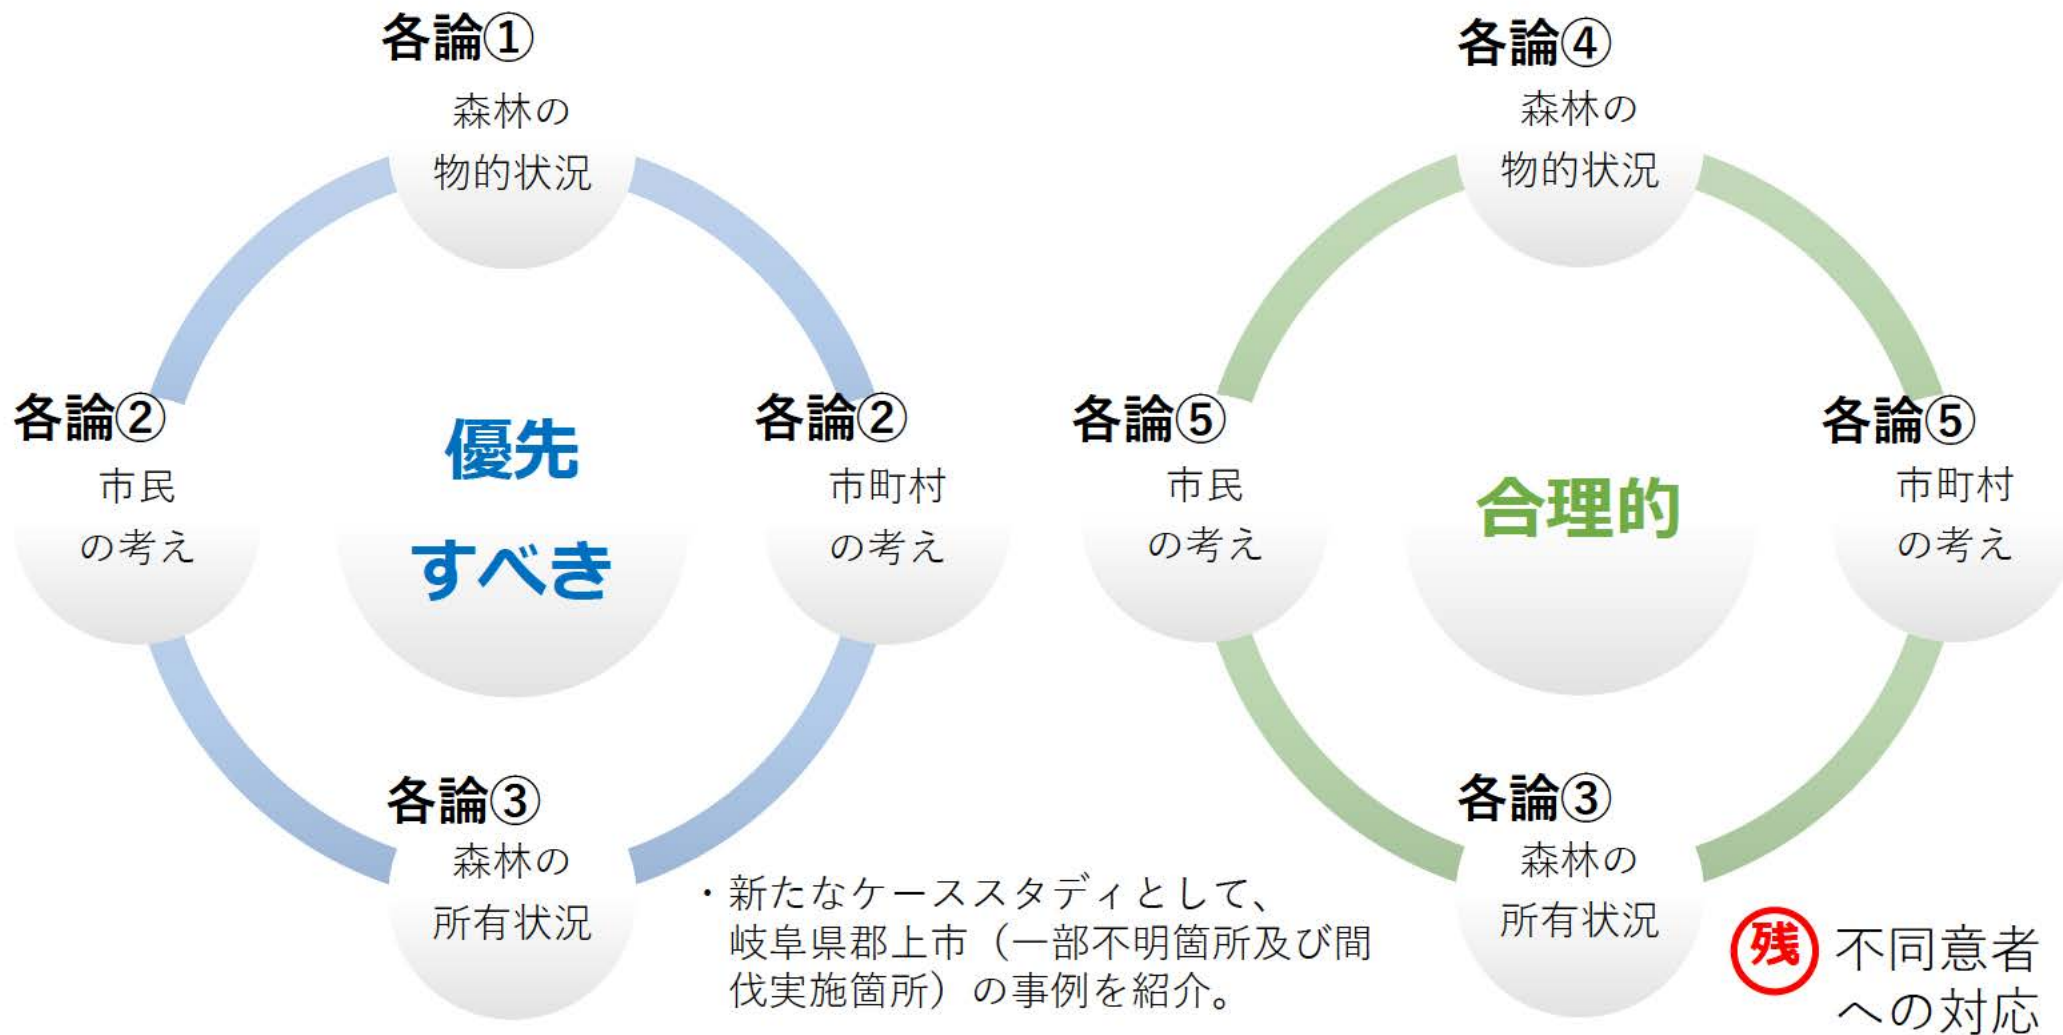 各論①
森林の
物的状況
各論②
市民
の考え
優先
すべき
各論②
市町村
の考え
各論③
森林の
所有状況
・新たなケーススタディとして、
岐阜県郡上市（一部不明箇所及び間
伐実施箇所）の事例を紹介。
各論④
森林の
物的状況
各論⑤
市民
の考え
合理的
各論⑤
市町村
の考え
各論③
森林の
所有状況
残 不同意者
への対応